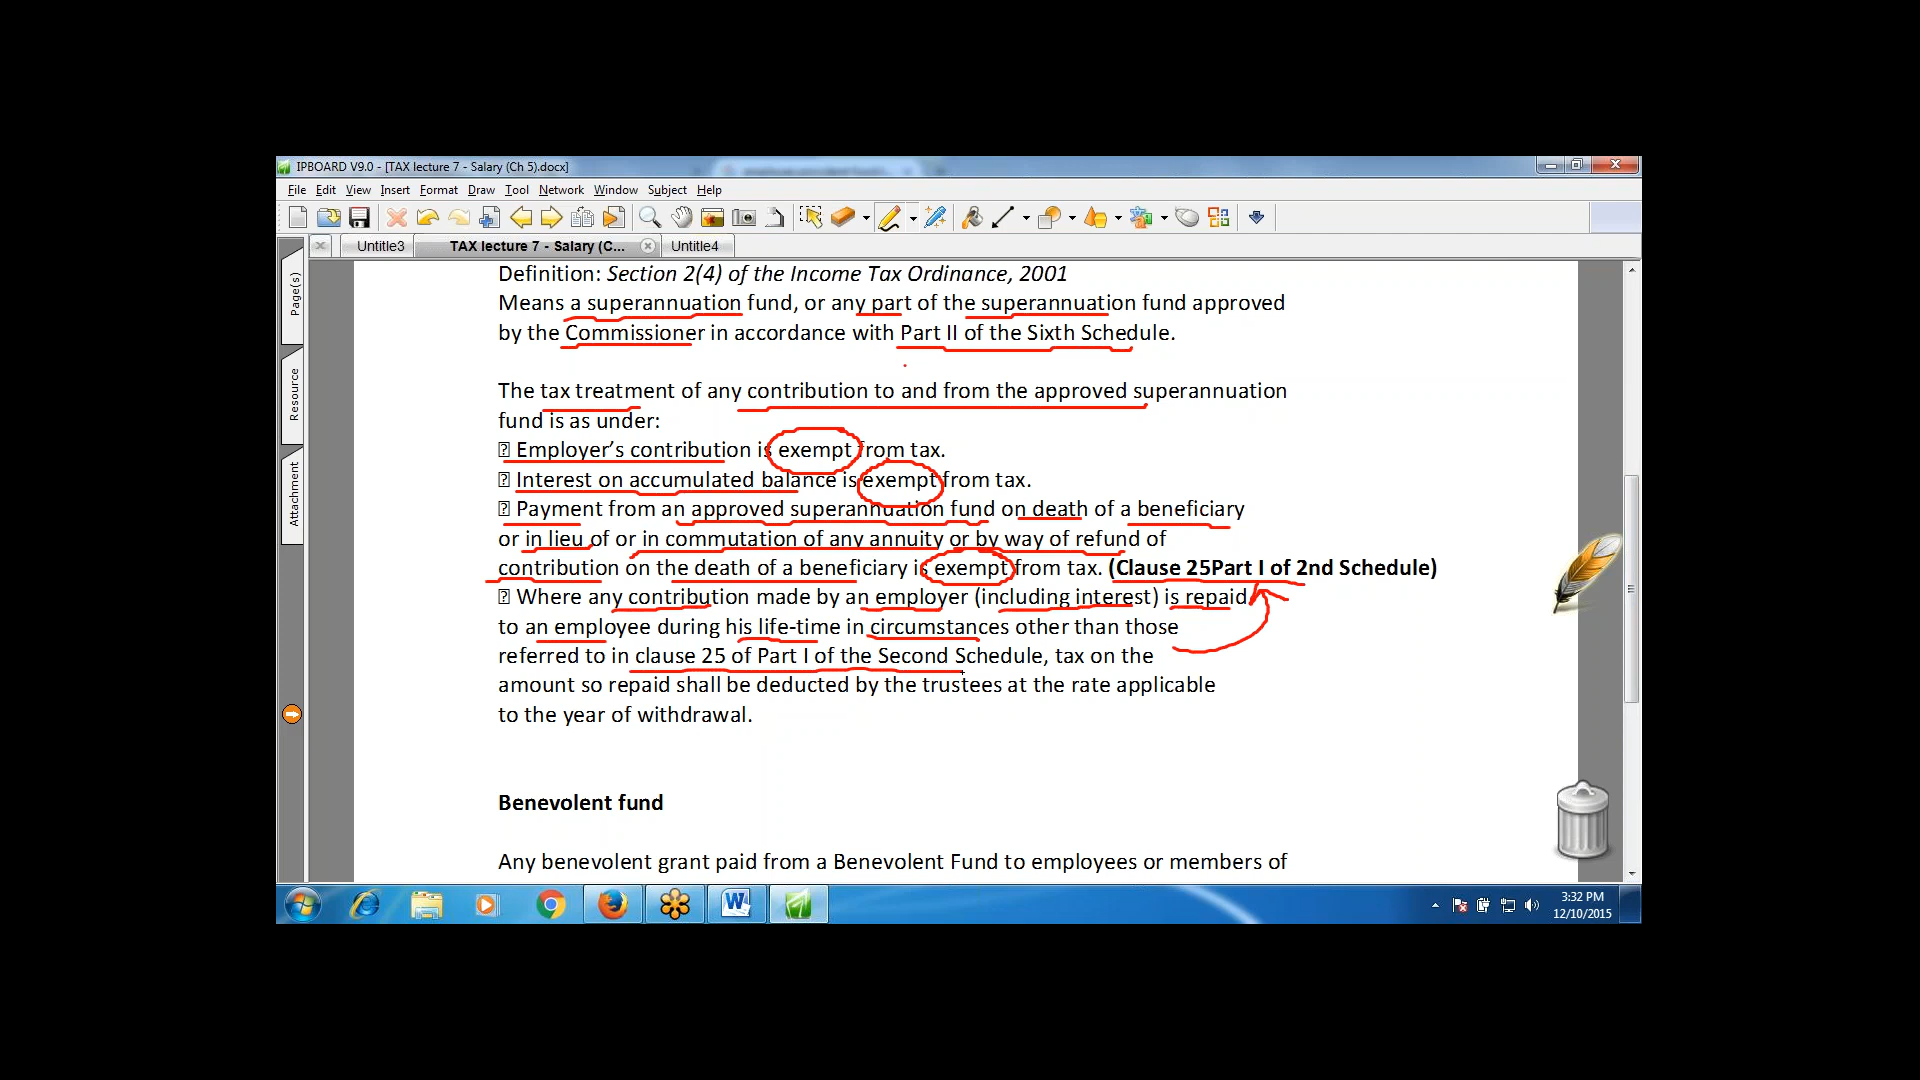 IPBOARD V9.0 - [TAX lecture 7 - Salary (Ch 5).docx]
File Edit View Insert Format Draw Tool Network Window Subject Help
Untitle3 TAX lecture 7 - Salary (C... Untitle4
Page(s)
Resource
Attachment
Definition: Section 2(4) of the Income Tax Ordinance, 2001
Means a superannuation fund, or any part of the superannuation fund approved
by the Commissioner in accordance with Part II of the Sixth Schedule.
The tax treatment of any contribution to and from the approved superannuation
fund is as under:
Employer’s contribution is exempt from tax.
Interest on accumulated balance is exempt from tax.
Payment from an approved superannuation fund on death of a beneficiary
or in lieu of or in commutation of any annuity or by way of refund of
contribution on the death of a beneficiary is exempt from tax. (Clause 25Part I of 2nd Schedule)
Where any contribution made by an employer (including interest) is repaid
to an employee during his life-time in circumstances other than those
referred to in clause 25 of Part I of the Second Schedule, tax on the
amount so repaid shall be deducted by the trustees at the rate applicable
to the year of withdrawal.
Benevolent fund
Any benevolent grant paid from a Benevolent Fund to employees or members of
3:32 PM
12/10/2015